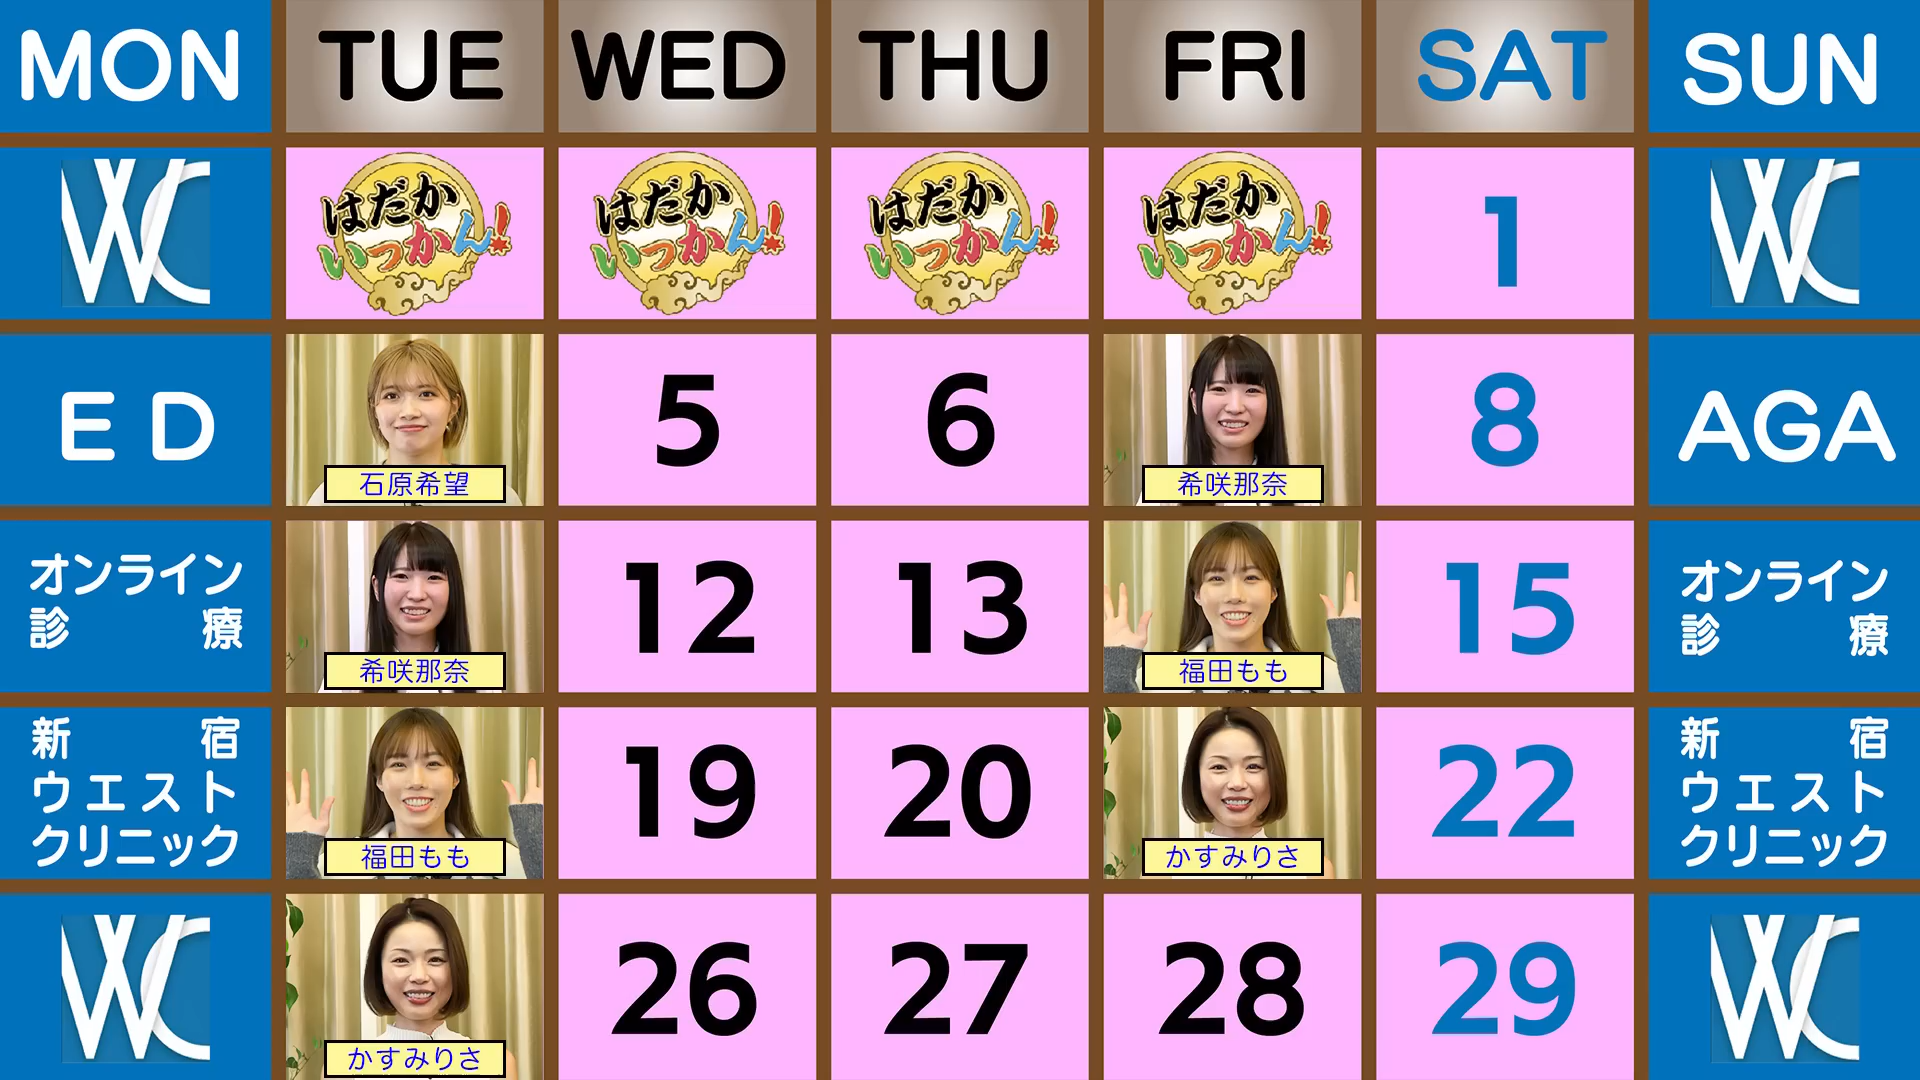 MON TUE WED THU FRI SAT SUN
WC はだか はだか はだか はだか 1 WC
いっかん! いっかん! いっかん! いっかん!
E D 石原希望 5 6 希咲那奈 8 AGA
オンライン 希咲那奈 12 13 福田もも 15 オンライン
診療 診療
新宿 福田もも 19 20 かすみりさ 22 新宿
ウエスト ウエスト
クリニック クリニック
WC かすみりさ 26 27 28 29 WC